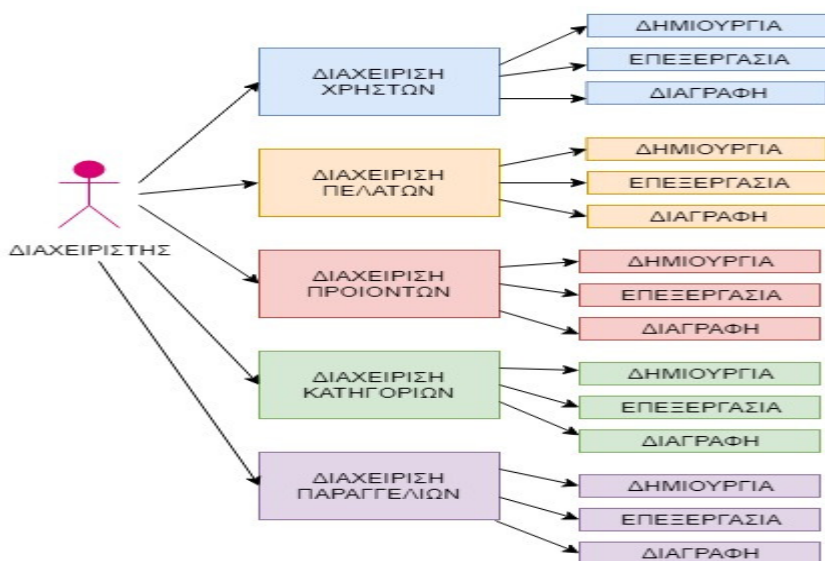 ΔΙΑΧΕΙΡΙΣΤΗΣ
ΔΙΑΧΕΙΡΙΣΗ
ΧΡΗΣΤΩΝ
ΔΗΜΙΟΥΡΓΙΑ
ΕΠΕΞΕΡΓΑΣΙΑ
ΔΙΑΓΡΑΦΗ
ΔΙΑΧΕΙΡΙΣΗ
ΠΕΛΑΤΩΝ
ΔΗΜΙΟΥΡΓΙΑ
ΕΠΕΞΕΡΓΑΣΙΑ
ΔΙΑΓΡΑΦΗ
ΔΙΑΧΕΙΡΙΣΗ
ΠΡΟΙΟΝΤΩΝ
ΔΗΜΙΟΥΡΓΙΑ
ΕΠΕΞΕΡΓΑΣΙΑ
ΔΙΑΓΡΑΦΗ
ΔΙΑΧΕΙΡΙΣΗ
ΚΑΤΗΓΟΡΙΩΝ
ΔΗΜΙΟΥΡΓΙΑ
ΕΠΕΞΕΡΓΑΣΙΑ
ΔΙΑΓΡΑΦΗ
ΔΙΑΧΕΙΡΙΣΗ
ΠΑΡΑΓΓΕΛΙΩΝ
ΔΗΜΙΟΥΡΓΙΑ
ΕΠΕΞΕΡΓΑΣΙΑ
ΔΙΑΓΡΑΦΗ